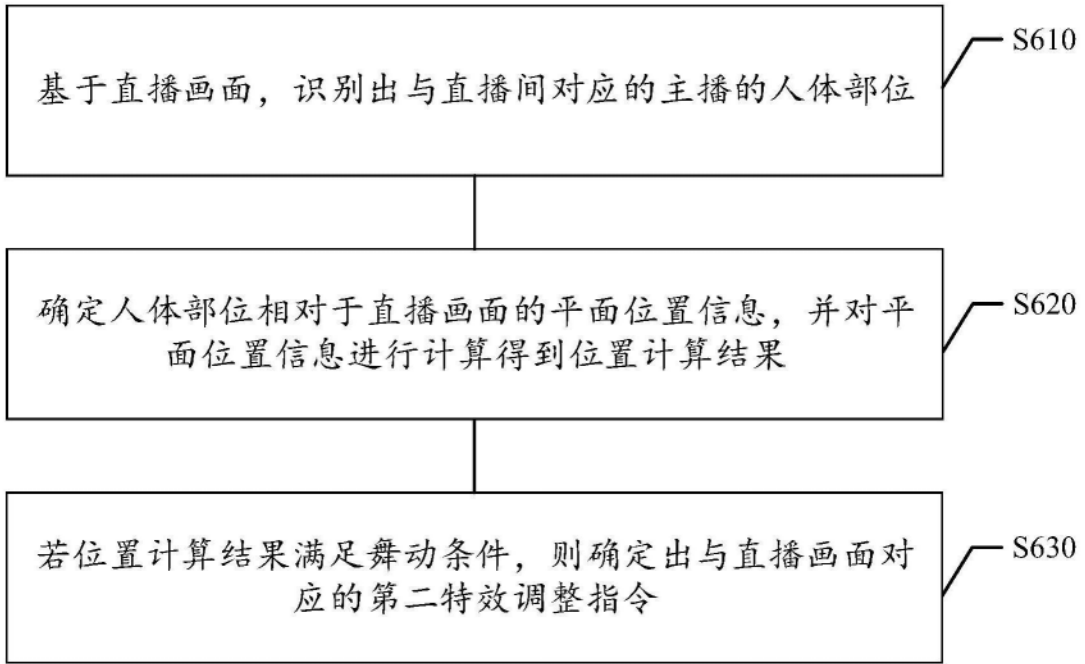 S610
基于直播画面，识别出与直播间对应的主播的人体部位
S620
确定人体部位相对于直播画面的平面位置信息，并对平
面位置信息进行计算得到位置计算结果
S630
若位置计算结果满足舞动条件，则确定出与直播画面对
应的第二特效调整指令